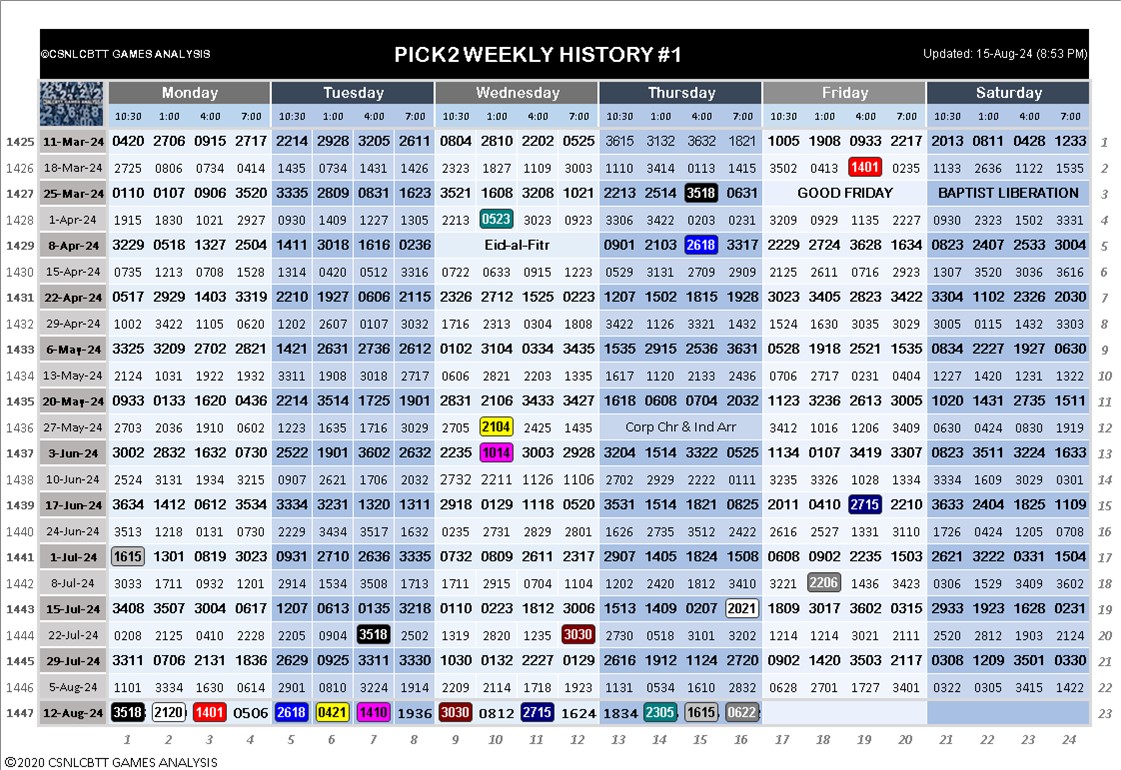 ©CSNLCBTT GAMES ANALYSIS PICK2 WEEKLY HISTORY #1 Updated: 15-Aug-24 (8:53 PM)
Monday Tuesday Wednesday Thursday Friday Saturday
10:30 1:00 4:00 7:00 10:30 1:00 4:00 7:00 10:30 1:00 4:00 7:00 10:30 1:00 4:00 7:00 10:30 1:00 4:00 7:00 10:30 1:00 4:00 7:00
1425 11-Mar-24 0420 2706 0915 2717 2214 2928 3205 2611 0804 2810 2202 0525 3615 3132 3632 1821 1005 1908 0933 2217 2013 0811 0428 1233 1
1426 18-Mar-24 2725 0806 0734 0414 1435 0734 1431 1426 2323 1827 1109 3003 1110 3414 0113 1415 3502 0413 1401 0235 1133 2636 1122 1535 2
1427 25-Mar-24 0110 0107 0906 3520 3335 2809 0831 1623 3521 1608 3208 1021 2213 2514 3518 0631 GOOD FRIDAY BAPTIST LIBERATION 3
1428 1-Apr-24 1915 1830 1021 2927 0930 1409 1227 1305 2213 0523 3023 0923 3306 3422 0203 0231 3209 0929 1135 2227 0930 2323 1502 3331 4
1429 8-Apr-24 3229 0518 1327 2504 1411 3018 1616 0236 Eid-al-Fitr 0901 2103 2618 3317 2229 2724 3628 1634 0823 2407 2533 3004 5
1430 15-Apr-24 0735 1213 0708 1528 1314 0420 0512 3316 0722 0633 0915 1223 0529 3131 2709 2909 2125 2611 0716 2923 1307 3520 3036 3616 6
1431 22-Apr-24 0517 2929 1403 3319 2210 1927 0606 2115 2326 2712 1525 0223 1207 1502 1815 1928 3023 3405 2823 3422 3304 1102 2326 2030 7
1432 29-Apr-24 1002 3422 1105 0620 1202 2607 0107 3032 1716 2313 0304 1808 3422 1126 3321 1432 1524 1630 3035 3029 3005 0115 1432 3303 8
1433 6-May-24 3325 3209 2702 2821 1421 2631 2736 2612 0102 3104 0334 3435 1535 2915 2536 3631 0528 1918 2521 1535 0834 2227 1927 0630 9
1434 13-May-24 2124 1031 1922 1932 3311 1908 3018 2717 0606 2821 2203 1335 1617 1120 2133 2436 0706 2717 0231 0404 1227 1420 1231 1322 10
1435 20-May-24 0933 0133 1620 0436 2214 3514 1725 1901 2831 2106 3433 3427 1618 0608 0704 2032 1123 3236 2613 3005 1020 1431 2735 1511 11
1436 27-May-24 2703 2036 1910 0602 1223 1635 1716 3029 2705 2104 2425 1435 Corp Chr & Ind Arr 3412 1016 1206 3409 0630 0424 0830 1919 12
1437 3-Jun-24 3002 2832 1632 0730 2522 1901 3602 2632 2235 1014 3003 2928 3204 1514 3322 0525 1134 0107 3419 3307 0823 3511 3224 1633 13
1438 10-Jun-24 2524 3131 1934 3215 0907 2621 1706 2032 2732 2211 1126 1106 2702 2929 2222 0111 3235 3326 1028 1334 3334 1609 3029 0301 14
1439 17-Jun-24 3634 1412 0612 3534 3334 3231 1320 1311 2918 0129 1118 0520 3531 1514 1821 0825 2011 0410 2715 2210 3633 2404 1825 1109 15
1440 24-Jun-24 3513 1218 0131 0730 2229 3434 3517 1632 0235 2731 2829 2801 1626 2735 3512 2422 2616 2527 1331 3110 1726 0424 1205 0708 16
1441 1-Jul-24 1615 1301 0819 3023 0931 2710 2636 3335 0732 0809 2611 2317 2907 1405 1824 1508 0608 0902 2235 1503 2621 3222 0331 1504 17
1442 8-Jul-24 3033 1711 0932 1201 2914 1534 3508 1713 1711 2915 0704 1104 1202 2420 1812 3410 3221 2206 1436 3423 0306 1529 3409 3602 18
1443 15-Jul-24 3408 3507 3004 0617 1207 0613 0135 3218 0110 0223 1812 3006 1513 1409 0207 2021 1809 3017 3602 0315 2933 1923 1628 0231 19
1444 22-Jul-24 0208 2125 0410 2228 2205 0904 3518 2502 1319 2820 1235 3030 2730 0518 3101 3202 1214 1214 3021 2111 2520 2812 1903 2124 20
1445 29-Jul-24 3311 0706 2131 1836 2629 0925 3311 3330 1030 0132 2227 0129 2616 1912 1124 2720 0902 1420 3503 2117 0308 1209 3501 0330 21
1446 5-Aug-24 1101 3334 1630 0614 2901 0810 3224 1914 2209 2114 1718 1923 1131 0534 1610 2832 0628 2701 1727 3401 0322 0305 3415 1422 22
1447 12-Aug-24 3518 2120 1401 0506 2618 0421 1410 1936 3030 0812 2715 1624 1834 2305 1615 0622 23
1 2 3 4 5 6 7 8 9 10 11 12 13 14 15 16 17 18 19 20 21 22 23 24
©2020 CSNLCBTT GAMES ANALYSIS